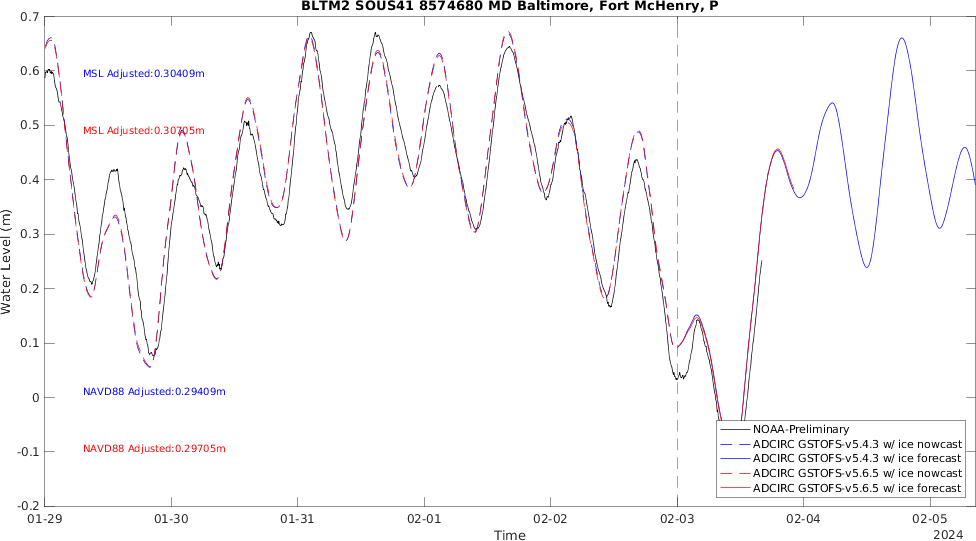 BLTM2 SOUS41 8574680 MD Baltimore, Fort McHenry, P
0.7
0.6
0.5
0.4
0.3
0.2
0.1
0
-0.1
-0.2
Water Level (m)
MSL Adjusted:0.30409m
MSL Adjusted:0.30705m
NAVD88 Adjusted:0.29409m
NAVD88 Adjusted:0.29705m
NOAA-Preliminary
ADCIRC GSTOFS-v5.4.3 w/ ice nowcast
ADCIRC GSTOFS-v5.4.3 w/ ice forecast
ADCIRC GSTOFS-v5.6.5 w/ ice nowcast
ADCIRC GSTOFS-v5.6.5 w/ ice forecast
01-29 01-30 01-31 02-01 02-02 02-03 02-04 02-05
Time
2024